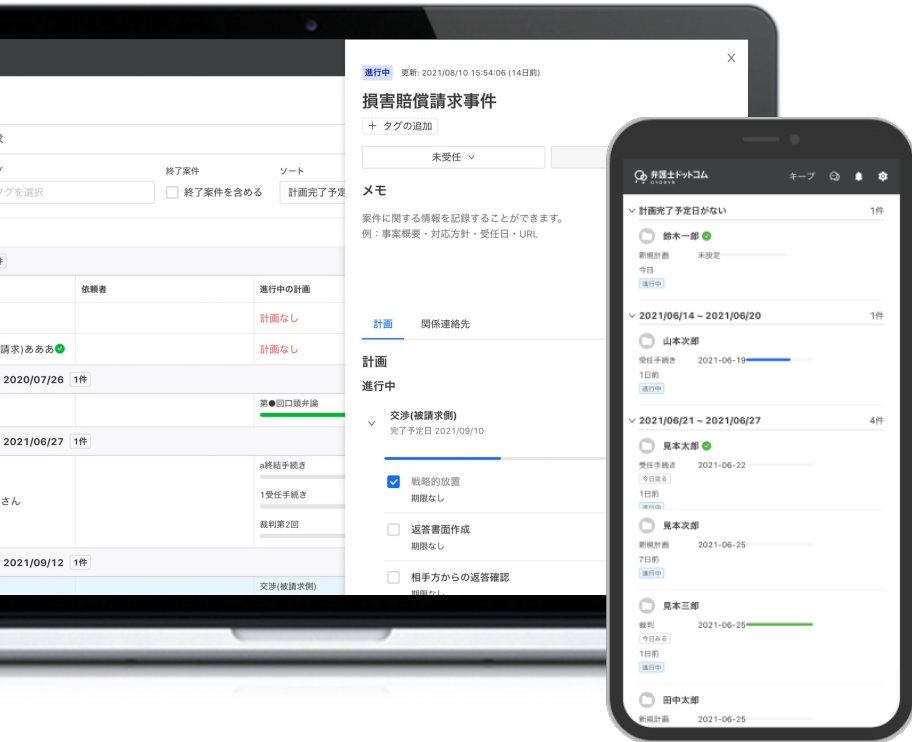 求
グ
タグを選択
終了案件
終了案件を含める
ソート
計画完了予定
件
依頼者
進行中の計画
計画なし
請求)あああ
計画なし
2020/07/26 1件
第●回口頭弁論
2021/06/27 1件
a終結手続き
さん
1受任手続き
裁判第2回
2021/09/12 1件
交渉(被請求側)
進行中 更新: 2021/08/10 15:54:06 (14日前)
損害賠償請求事件
+ タグの追加
未受任
メモ
案件に関する情報を記録することができます。
例:事案概要・対応方針・受任日・URL
計画 関係連絡先
計画
進行中
交渉(被請求側)
完了予定日 2021/09/10
戦略的放置
期限なし
返答書面作成
期限なし
相手方からの返答確認
期限なし
弁護士ドットコム キープ
計画完了予定日がない 1件
鈴木一郎
新規計画 未設定
今日
進行中
2021/06/14 ~ 2021/06/20 1件
山本次郎
受任手続き 2021-06-19
1日前
進行中
2021/06/21 ~ 2021/06/27 4件
見本太郎
受任手続き 2021-06-22
今日見る
1日前
進行中
見本次郎
新規計画 2021-06-25
7日前
進行中
見本三郎
裁判 2021-06-25
今日みる
1日前
進行中
田中太郎
新規計画 2021-06-25